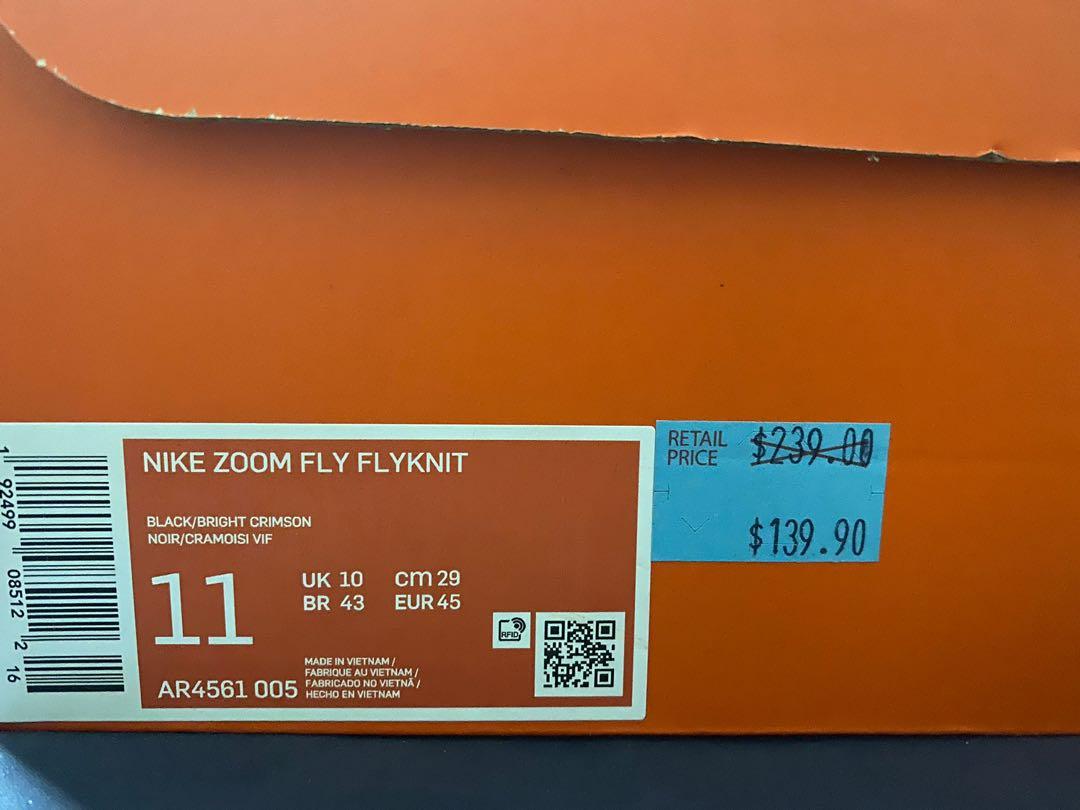 NIKE ZOOM FLY FLYKNIT
BLACK/BRIGHT CRIMSON
NOIR/CRAMOISI VIF
11
UK 10 cm 29
BR 43 EUR 45
RFID
MADE IN VIETNAM /
FABRIQUE AU VIETNAM /
FABRICADO NO VIETNÃ /
HECHO EN VIETNAM
AR4561 005
1 92499 08512 2 16
RETAIL PRICE $239.00
$139.90